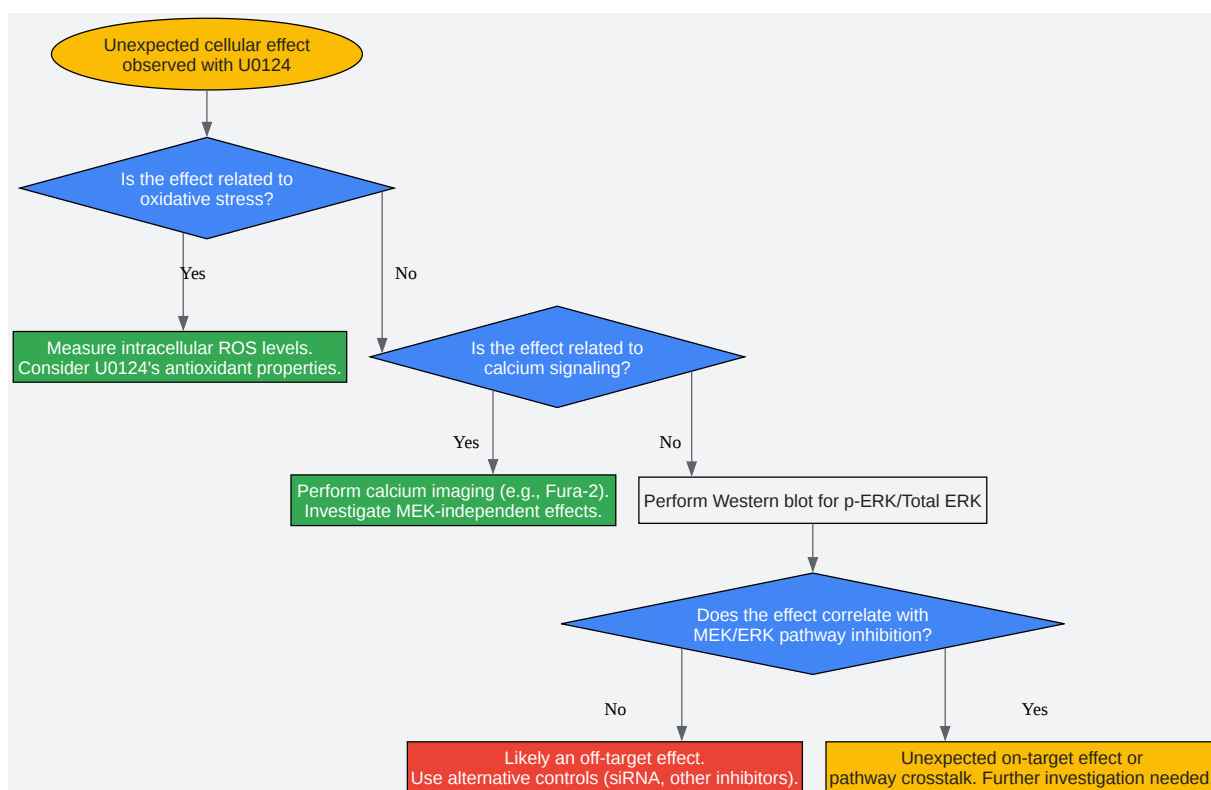 Unexpected cellular effect
observed with U0124
Is the effect related to
oxidative stress?
Yes
No
Measure intracellular ROS levels.
Consider U0124's antioxidant properties.
Is the effect related to
calcium signaling?
Yes
No
Perform calcium imaging (e.g., Fura-2).
Investigate MEK-independent effects.
Perform Western blot for p-ERK/Total ERK
Does the effect correlate with
MEK/ERK pathway inhibition?
No
Yes
Likely an off-target effect.
Use alternative controls (siRNA, other inhibitors).
Unexpected on-target effect or
pathway crosstalk. Further investigation needed.